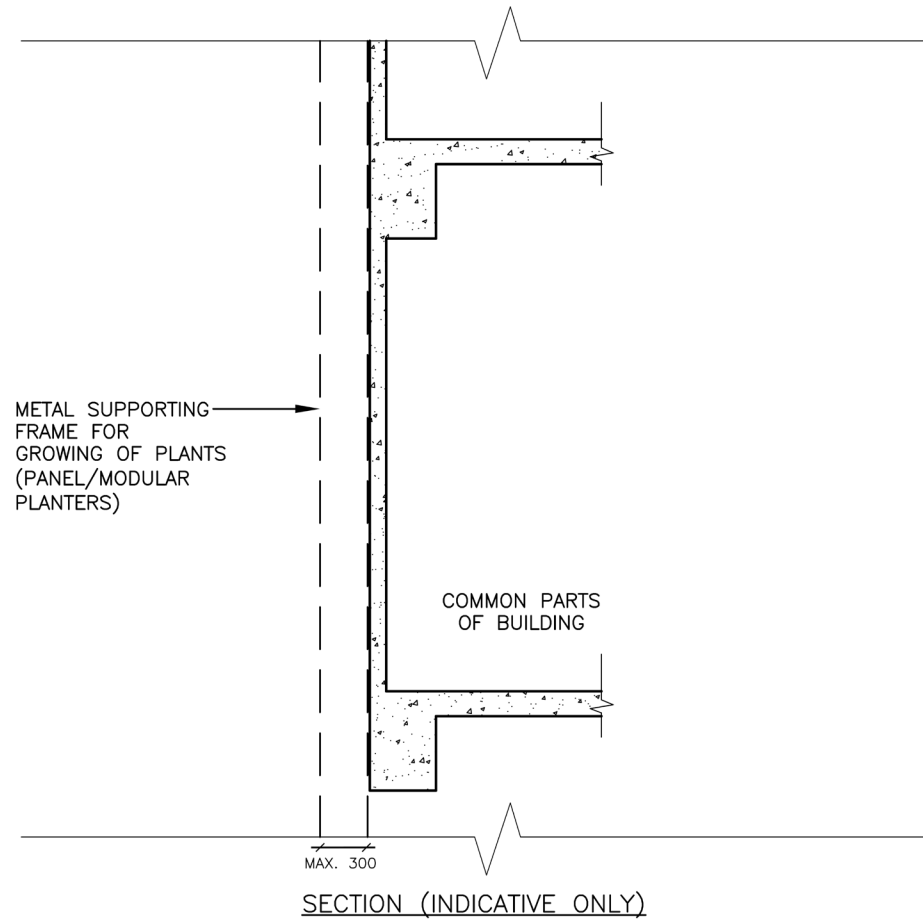 METAL SUPPORTING
FRAME FOR
GROWING OF PLANTS
(PANEL/MODULAR
PLANTERS)
COMMON PARTS
OF BUILDING
MAX. 300
SECTION (INDICATIVE ONLY)